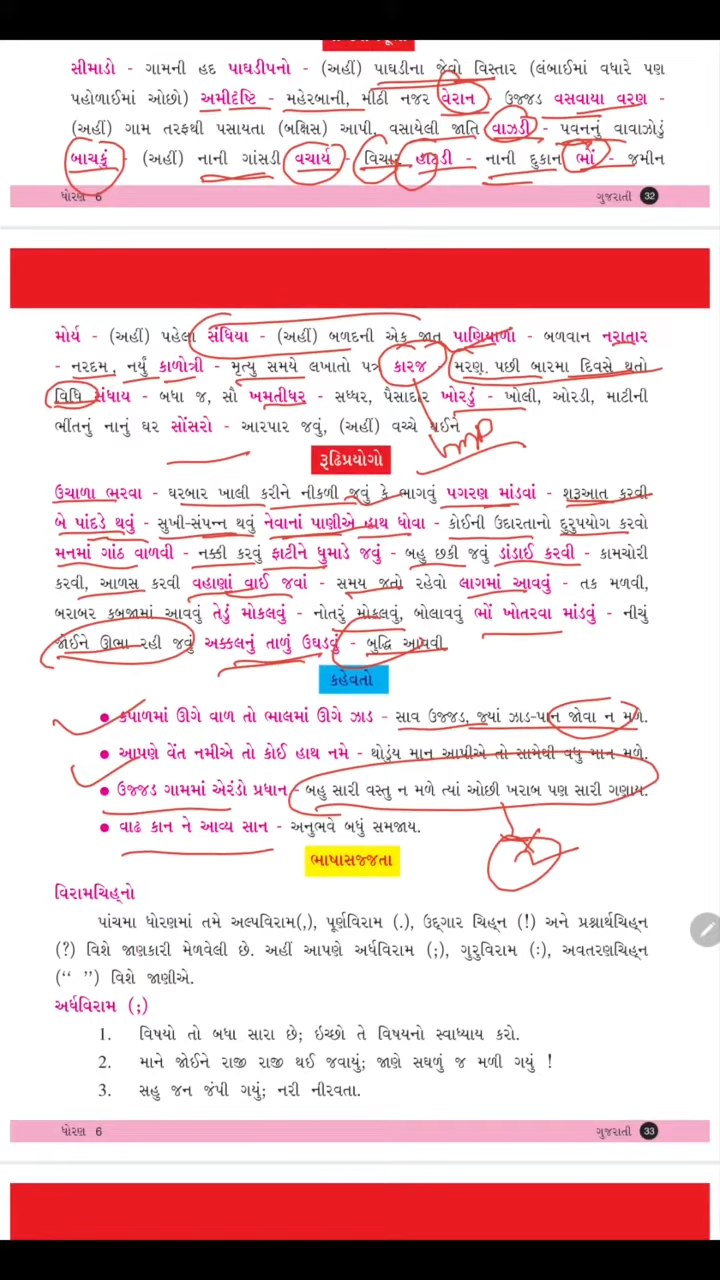 સીમાડો - ગામની હદ પાઘડીપનો - (અહીં) પાઘડીના જેવો વિસ્તાર (લંબાઈમાં વધારે પણ
પહોળાઈમાં ઓછો) અમીદૃષ્ટિ - મહેરબાની, મીઠી નજર વેરાન - ઉજ્જડ વસવાયા વરણ -
(અહીં) ગામ તરફથી પસાયતા (બક્ષિસ) આપી, વસાયેલી જાતિ વાઝડી - પવનનું વાવાઝોડું
બાચકું - (અહીં) નાની ગાંસડી વચાર્ય - વિચાર હાટડી - નાની દુકાન ભોં - જમીન
ધોરણ 6 ગુજરાતી 32
મોર્ય - (અહીં) પહેલાં સંધિયા - (અહીં) બળદની એક જાત પાણિયાળા - બળવાન નરાતાર
- નરદમ, નર્યું કાળોત્રી - મૃત્યુ સમયે લખાતો પત્ર કારજ - મરણ પછી બારમા દિવસે થતો
વિધિ સંધાય - બધા જ, સૌ ખમતીધર - સધ્ધર, પૈસાદાર ખોરડું - ખોલી, ઓરડી, માટીની
ભીંતનું નાનું ઘર સોંસરો - આરપાર જવું, (અહીં) વચ્ચે થઈને
Imp
રૂઢિપ્રયોગો
ઉચાળા ભરવા - ઘરબાર ખાલી કરીને નીકળી જવું કે ભાગવું પગરણ માંડવાં - શરૂઆત કરવી
બે પાંદડે થવું - સુખી-સંપન્ન થવું નેવાનાં પાણીએ હાથ ધોવા - કોઈની ઉદારતાનો દુરુપયોગ કરવો
મનમાં ગાંઠ વાળવી - નક્કી કરવું ફાટીને ધુમાડે જવું - બહુ છકી જવું ડાંડાઈ કરવી - કામચોરી
કરવી, આળસ કરવી વહાણાં વાઈ જવાં - સમય જતો રહેવો લાગમાં આવવું - તક મળવી,
બરાબર કબજામાં આવવું તેડું મોકલવું - નોતરું મોકલવું, બોલાવવું ભોં ખોતરવા માંડવું - નીચું
જોઈને ઊભા રહી જવું અક્કલનું તાળું ઉઘડવું - બુદ્ધિ આવવી
કહેવતો
● કપાળમાં ઊગે વાળ તો ભાલમાં ઊગે ઝાડ - સાવ ઉજ્જડ, જ્યાં ઝાડ-પાન જોવા ન મળે.
● આપણે વેંત નમીએ તો કોઈ હાથ નમે - થોડુંય માન આપીએ તો સામેથી વધુ માન મળે.
● ઉજ્જડ ગામમાં એરંડો પ્રધાન - બહુ સારી વસ્તુ ન મળે ત્યાં ઓછી ખરાબ પણ સારી ગણાય.
● વાઢ કાન ને આવ્ય સાન - અનુભવે બધું સમજાય.
ભાષાસજ્જતા
વિરામચિહ્નો
પાંચમા ધોરણમાં તમે અલ્પવિરામ(,), પૂર્ણવિરામ (.), ઉદ્ગાર ચિહ્ન (!) અને પ્રશ્નાર્થચિહ્ન
(?) વિશે જાણકારી મેળવેલી છે. અહીં આપણે અર્ધવિરામ (;), ગુરુવિરામ (:), અવતરણચિહ્ન
(“ ”) વિશે જાણીએ.
અર્ધવિરામ (;)
1. વિષયો તો બધા સારા છે; ઇચ્છો તે વિષયનો સ્વાધ્યાય કરો.
2. માને જોઈને રાજી રાજી થઈ જવાયું; જાણે સઘળું જ મળી ગયું !
3. સહુ જન જંપી ગયું; નરી નીરવતા.
ધોરણ 6 ગુજરાતી 33